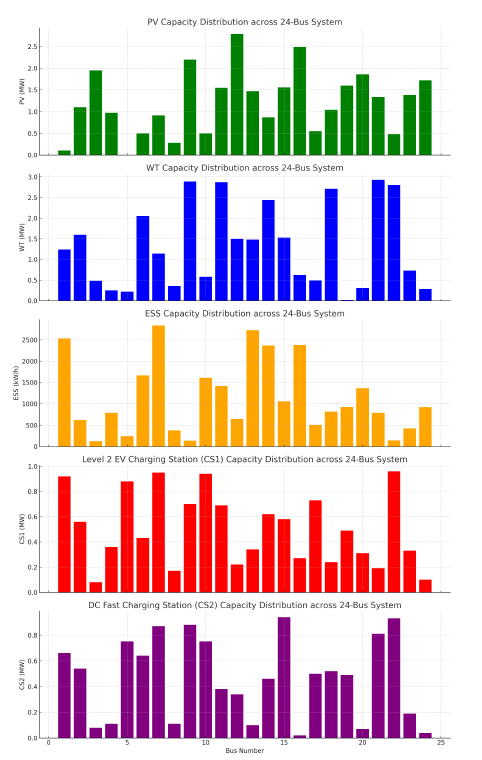 PV Capacity Distribution across 24-Bus System
2.5
2.0
1.5
1.0
0.5
0.0
PV (MW)
WT Capacity Distribution across 24-Bus System
3.0
2.5
2.0
1.5
1.0
0.5
0.0
WT (MW)
ESS Capacity Distribution across 24-Bus System
2500
2000
1500
1000
500
0
ESS (kW/h)
Level 2 EV Charging Station (CS1) Capacity Distribution across 24-Bus System
1.0
0.8
0.6
0.4
0.2
0.0
CS1 (MW)
DC Fast Charging Station (CS2) Capacity Distribution across 24-Bus System
0.8
0.6
0.4
0.2
0.0
CS2 (MW)
0 5 10 15 20 25
Bus Number